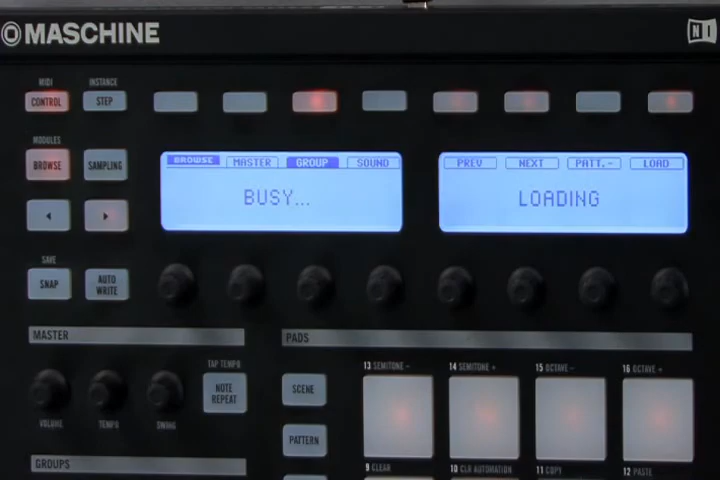 MASCHINE
NI
MIDI
INSTANCE
CONTROL
STEP
MODULES
BROWSE
SAMPLING
BROWSE
MASTER
GROUP
SOUND
BUSY...
PREV
NEXT
PATT.-
LOAD
LOADING
SAVE
SNAP
AUTO
WRITE
MASTER
PADS
TAP TEMPO
NOTE
REPEAT
VOLUME
TEMPO
SWING
SCENE
PATTERN
13 SEMITONE -
14 SEMITONE +
15 OCTAVE -
16 OCTAVE +
GROUPS
9 CLEAR
10 CLR AUTOMATION
11 COPY
12 PASTE